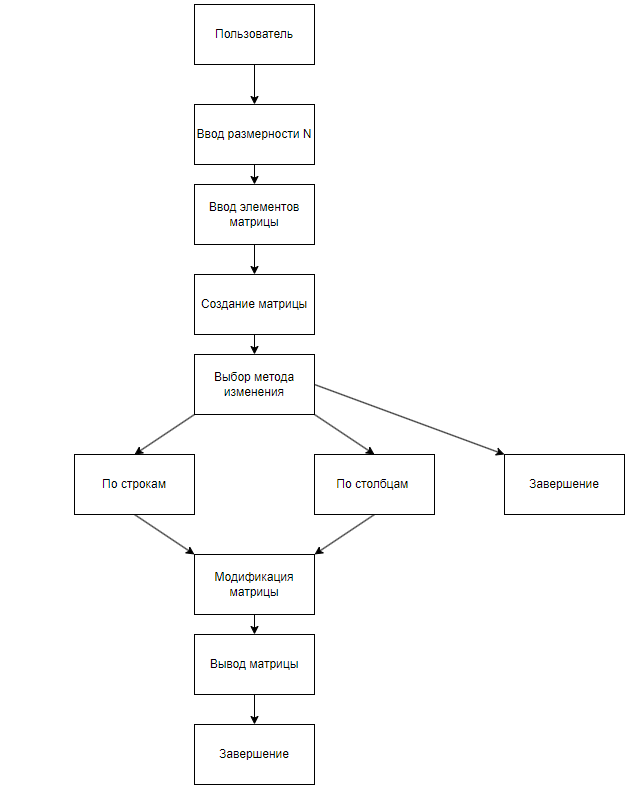 Пользователь
Ввод размерности N
Ввод элементов
матрицы
Создание матрицы
Выбор метода
изменения
По строкам
По столбцам
Завершение
Модификация
матрицы
Вывод матрицы
Завершение